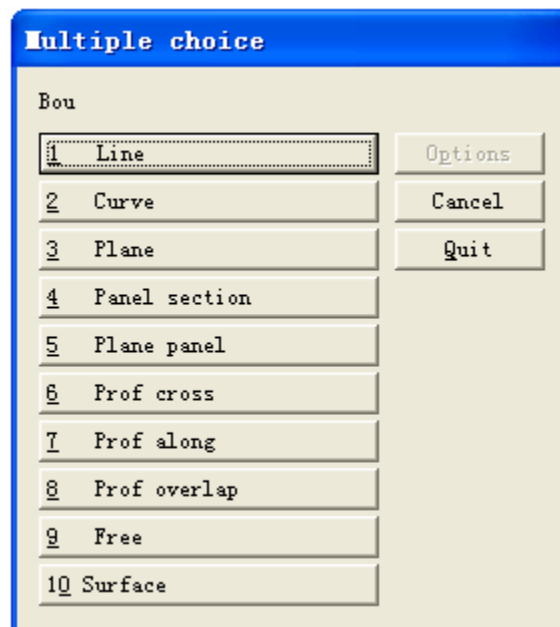 Multiple choice
Bou
1 Line
Options
2 Curve
Cancel
3 Plane
Quit
4 Panel section
5 Plane panel
6 Prof cross
7 Prof along
8 Prof overlap
9 Free
10 Surface